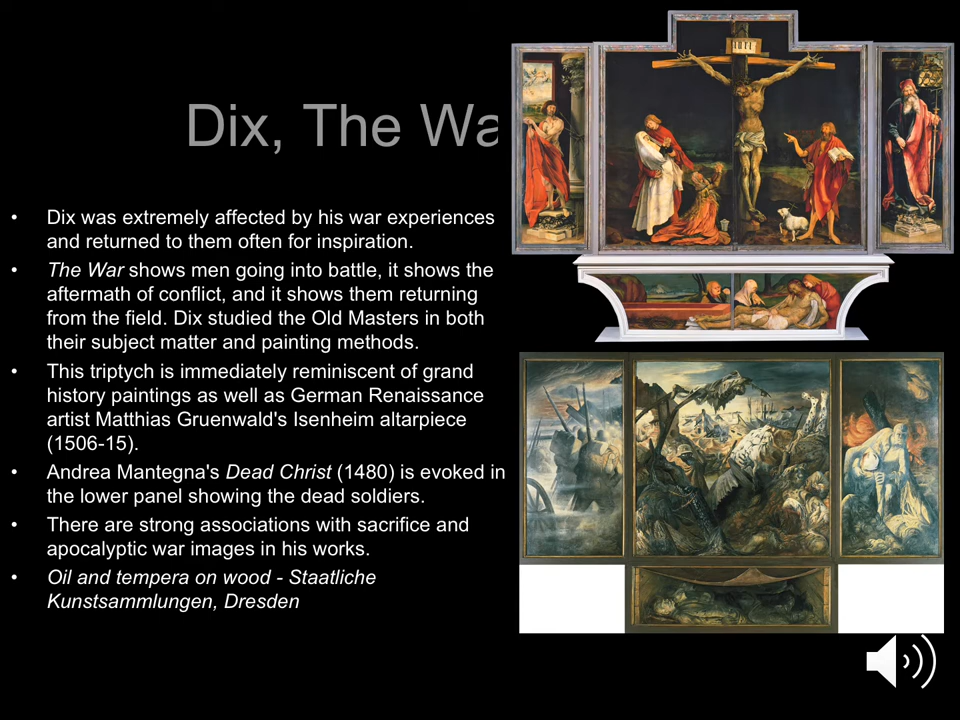 Dix, The Wa
• Dix was extremely affected by his war experiences
and returned to them often for inspiration.
• The War shows men going into battle, it shows the
aftermath of conflict, and it shows them returning
from the field. Dix studied the Old Masters in both
their subject matter and painting methods.
• This triptych is immediately reminiscent of grand
history paintings as well as German Renaissance
artist Matthias Gruenwald's Isenheim altarpiece
(1506-15).
• Andrea Mantegna's Dead Christ (1480) is evoked in
the lower panel showing the dead soldiers.
• There are strong associations with sacrifice and
apocalyptic war images in his works.
• Oil and tempera on wood - Staatliche
Kunstsammlungen, Dresden